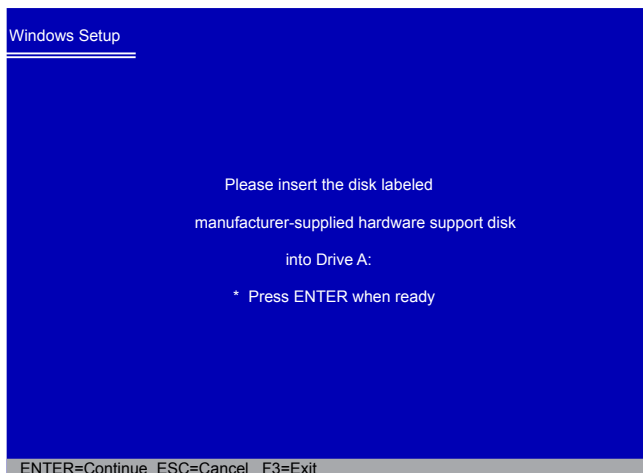 Windows Setup
Please insert the disk labeled
manufacturer-supplied hardware support disk
into Drive A:
* Press ENTER when ready
ENTER=Continue ESC=Cancel F3=Exit